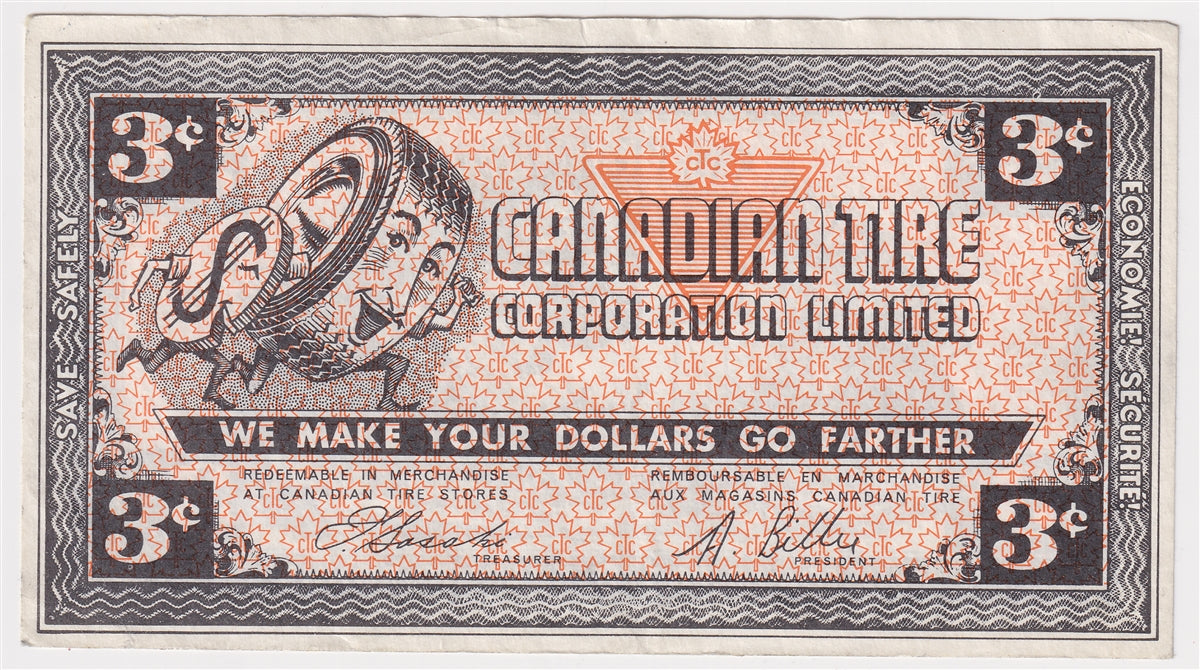 3¢
3¢
CTC
CANADIAN TIRE
CORPORATION LIMITED
SAVE SAFELY
ECONOMIE! SECURITE!
WE MAKE YOUR DOLLARS GO FARTHER
REDEEMABLE IN MERCHANDISE
AT CANADIAN TIRE STORES
REMBOURSABLE EN MARCHANDISE
AUX MAGASINS CANADIAN TIRE
TREASURER
A. Billes
PRESIDENT
3¢
3¢